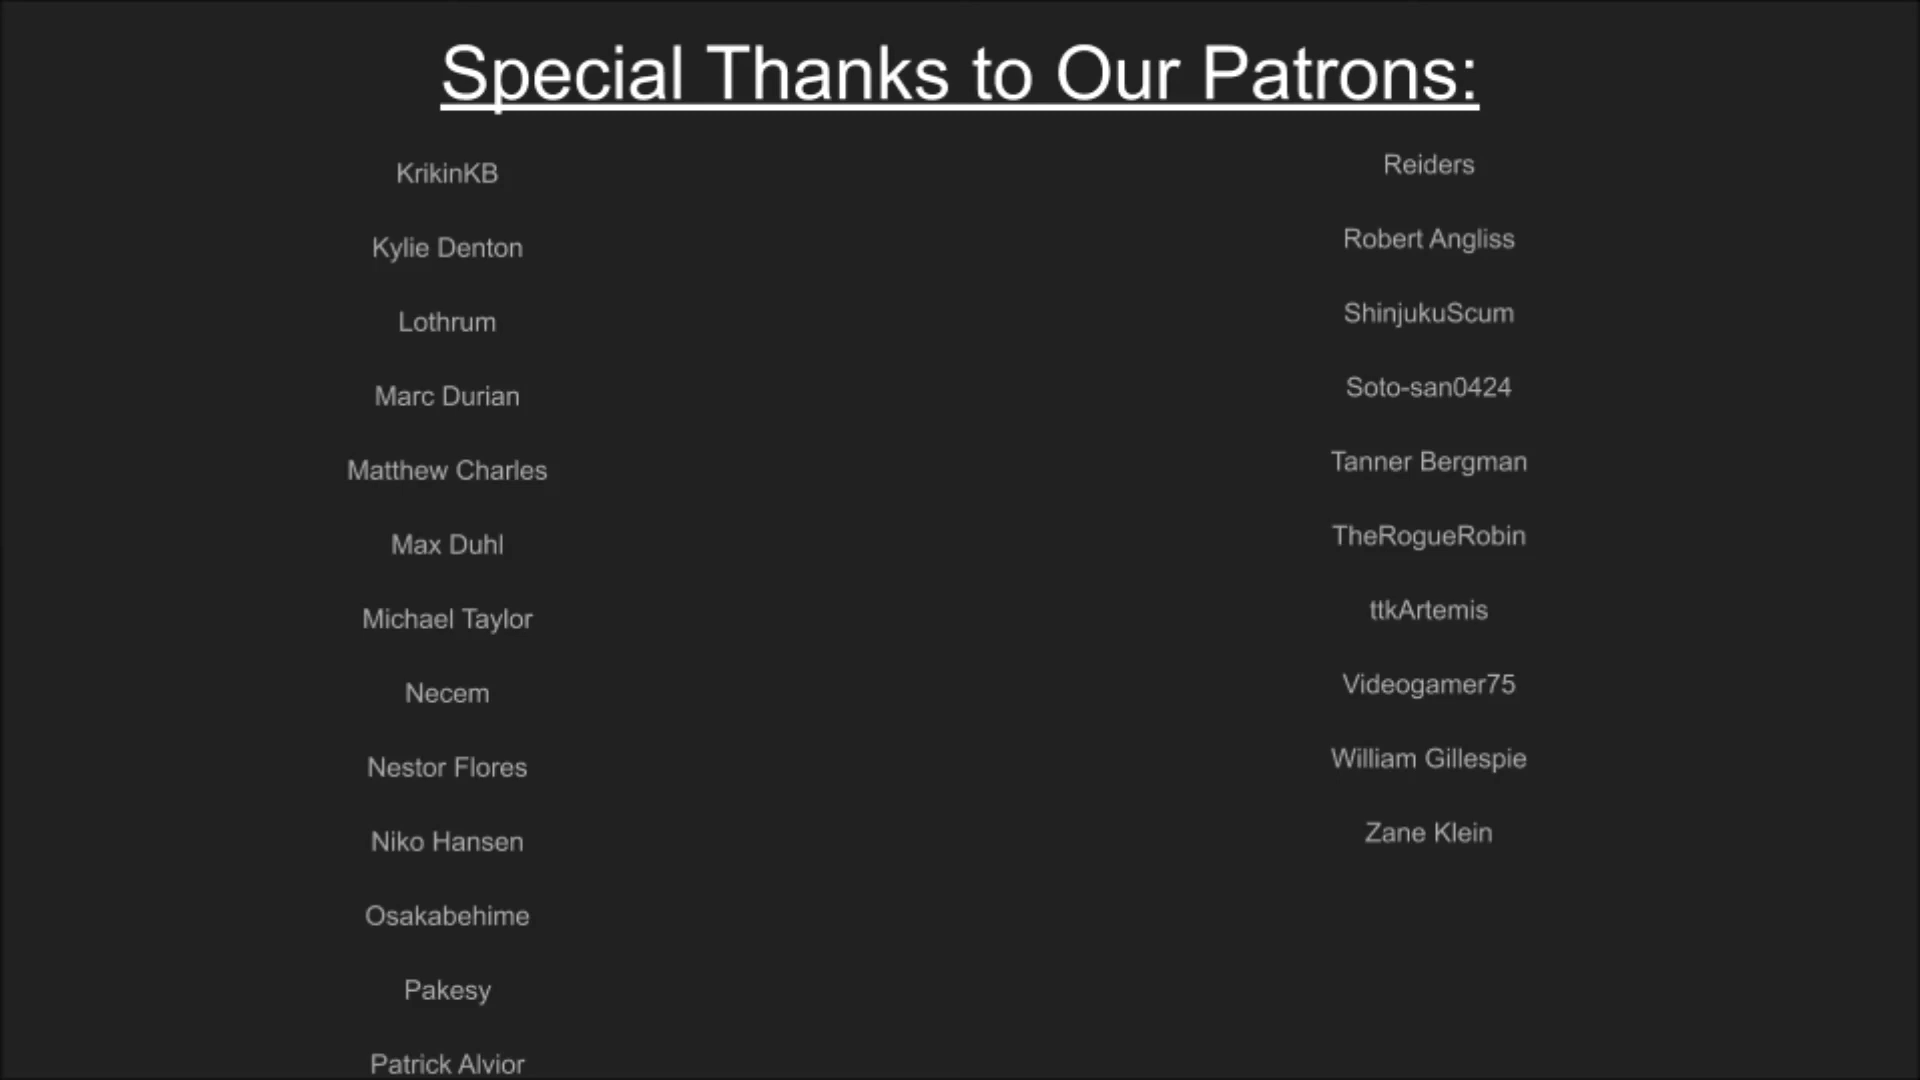 Special Thanks to Our Patrons:
KrikinKB
Kylie Denton
Lothrum
Marc Durian
Matthew Charles
Max Duhl
Michael Taylor
Necem
Nestor Flores
Niko Hansen
Osakabehime
Pakesy
Patrick Alvior
Reiders
Robert Angliss
ShinjukuScum
Soto-san0424
Tanner Bergman
TheRogueRobin
ttkArtemis
Videogamer75
William Gillespie
Zane Klein